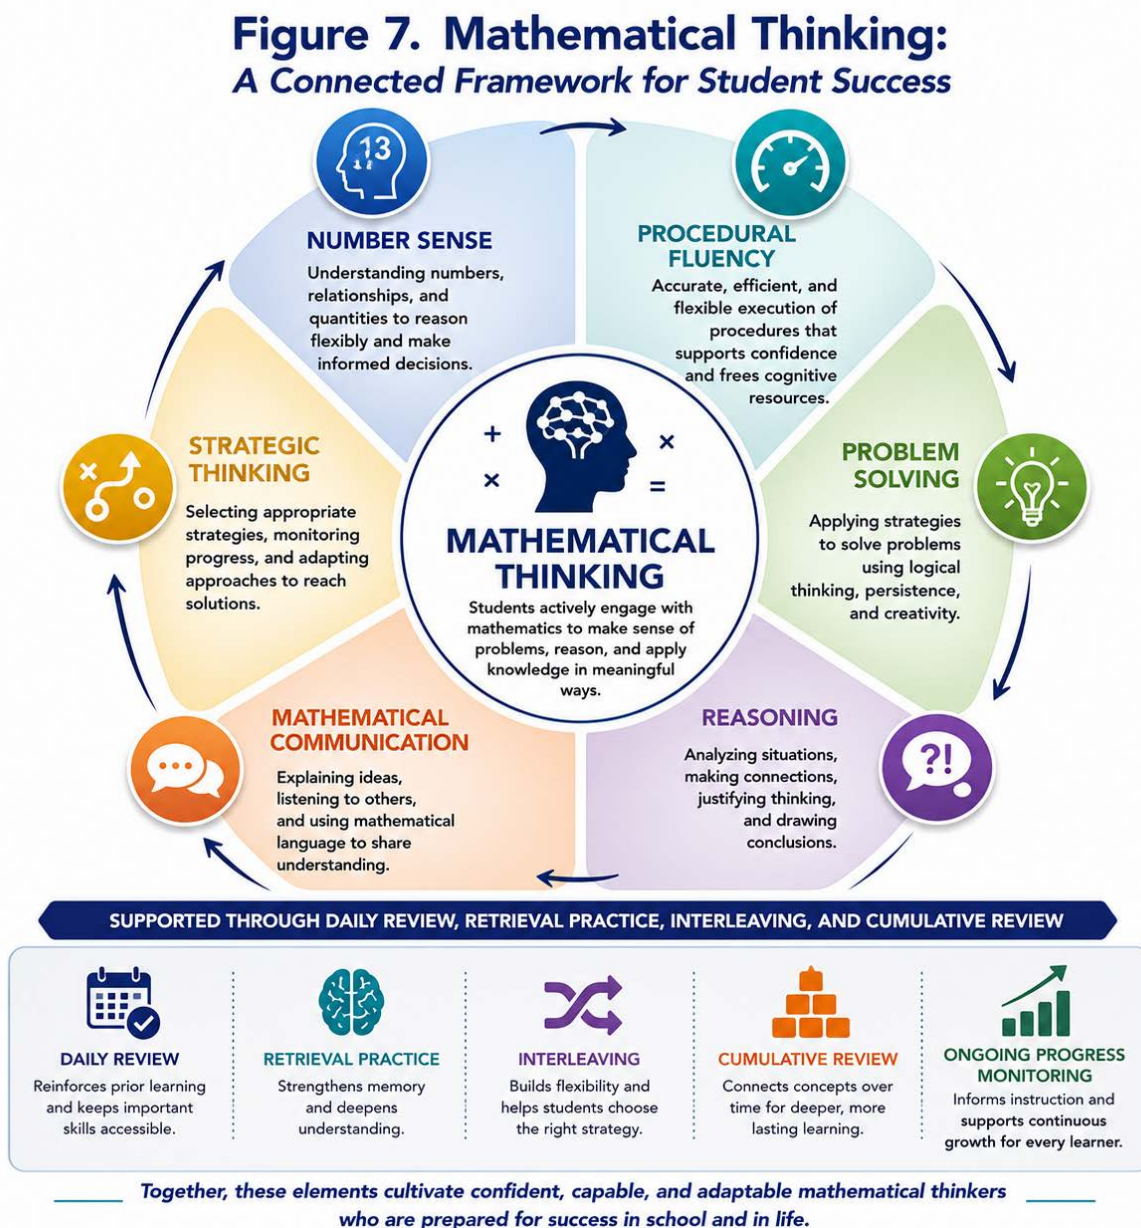 Figure 7. Mathematical Thinking:
A Connected Framework for Student Success
13
NUMBER SENSE
Understanding numbers,
relationships, and
quantities to reason
flexibly and make
informed decisions.
PROCEDURAL
FLUENCY
Accurate, efficient, and
flexible execution of
procedures that
supports confidence
and frees cognitive
resources.
PROBLEM
SOLVING
Applying strategies
to solve problems
using logical
thinking, persistence,
and creativity.
REASONING
Analyzing situations,
making connections,
justifying thinking,
and drawing
conclusions.
?!
MATHEMATICAL
COMMUNICATION
Explaining ideas,
listening to others,
and using mathematical
language to share
understanding.
STRATEGIC
THINKING
Selecting appropriate
strategies, monitoring
progress, and adapting
approaches to reach
solutions.
+ ×
× =
MATHEMATICAL
THINKING
Students actively engage with
mathematics to make sense of
problems, reason, and apply
knowledge in meaningful
ways.
SUPPORTED THROUGH DAILY REVIEW, RETRIEVAL PRACTICE, INTERLEAVING, AND CUMULATIVE REVIEW
DAILY REVIEW
Reinforces prior learning
and keeps important
skills accessible.
RETRIEVAL PRACTICE
Strengthens memory
and deepens
understanding.
INTERLEAVING
Builds flexibility and
helps students choose
the right strategy.
CUMULATIVE REVIEW
Connects concepts over
time for deeper, more
lasting learning.
ONGOING PROGRESS
MONITORING
Informs instruction and
supports continuous
growth for every learner.
Together, these elements cultivate confident, capable, and adaptable mathematical thinkers
who are prepared for success in school and in life.